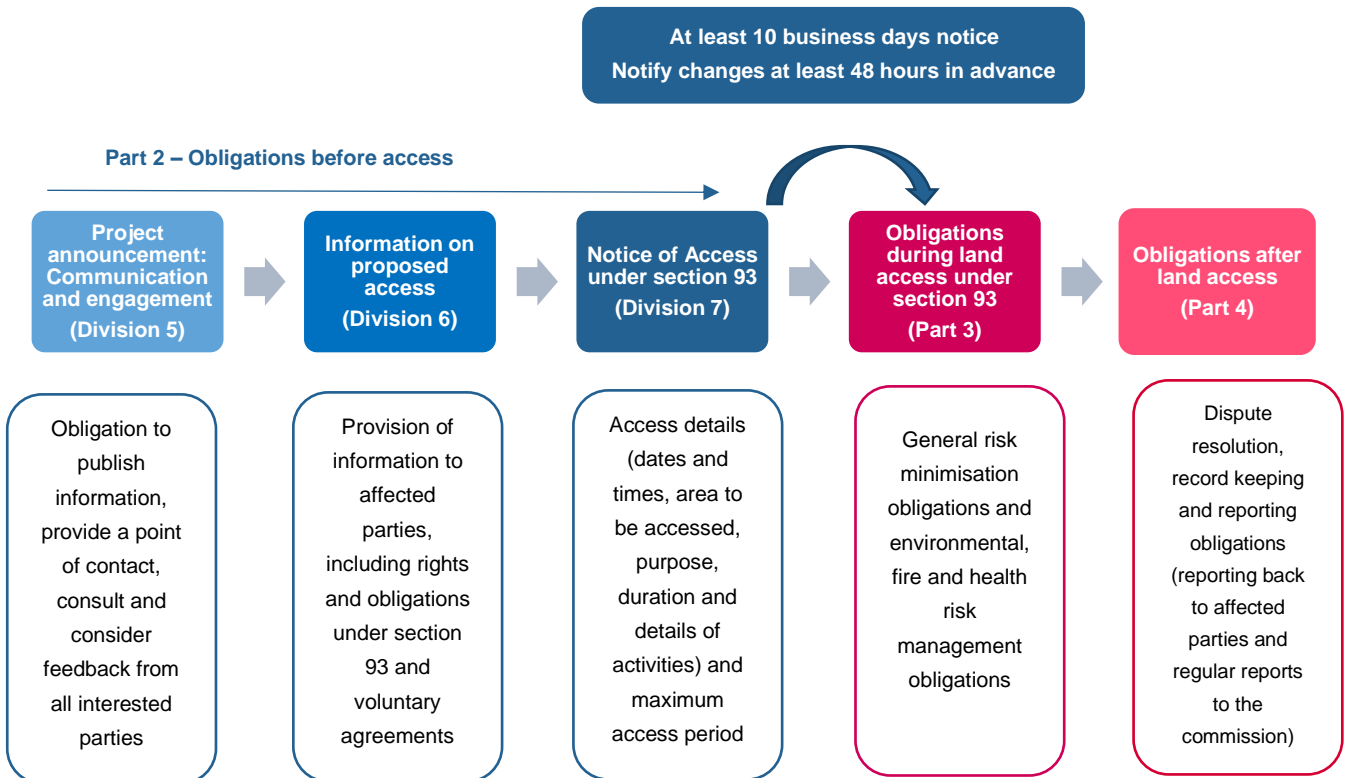 At least 10 business days notice
Notify changes at least 48 hours in advance
Part 2 – Obligations before access
Project
announcement:
Communication
and engagement
(Division 5)
Information on
proposed
access
(Division 6)
Notice of Access
under section 93
(Division 7)
Obligations
during land
access under
section 93
(Part 3)
Obligations after
land access
(Part 4)
Obligation to
publish
information,
provide a point
of contact,
consult and
consider
feedback from
all interested
parties
Provision of
information to
affected
parties,
including rights
and obligations
under section
93 and
voluntary
agreements
Access details
(dates and
times, area to
be accessed,
purpose,
duration and
details of
activities) and
maximum
access period
General risk
minimisation
obligations and
environmental,
fire and health
risk
management
obligations
Dispute
resolution,
record keeping
and reporting
obligations
(reporting back
to affected
parties and
regular reports
to the
commission)